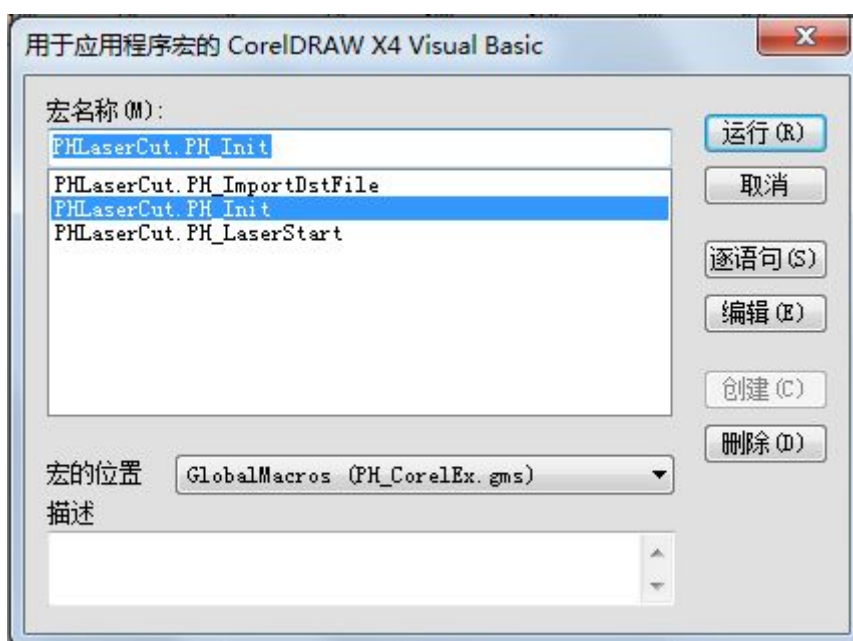 用于应用程序宏的 CorelDRAW X4 Visual Basic
宏名称(M):
PHLaserCut.PH_Init
PHLaserCut.PH_ImportDstFile
PHLaserCut.PH_Init
PHLaserCut.PH_LaserStart
运行(R)
取消
逐语句(S)
编辑(E)
创建(C)
删除(D)
宏的位置
GlobalMacros (PH_CorelEx.gms)
描述